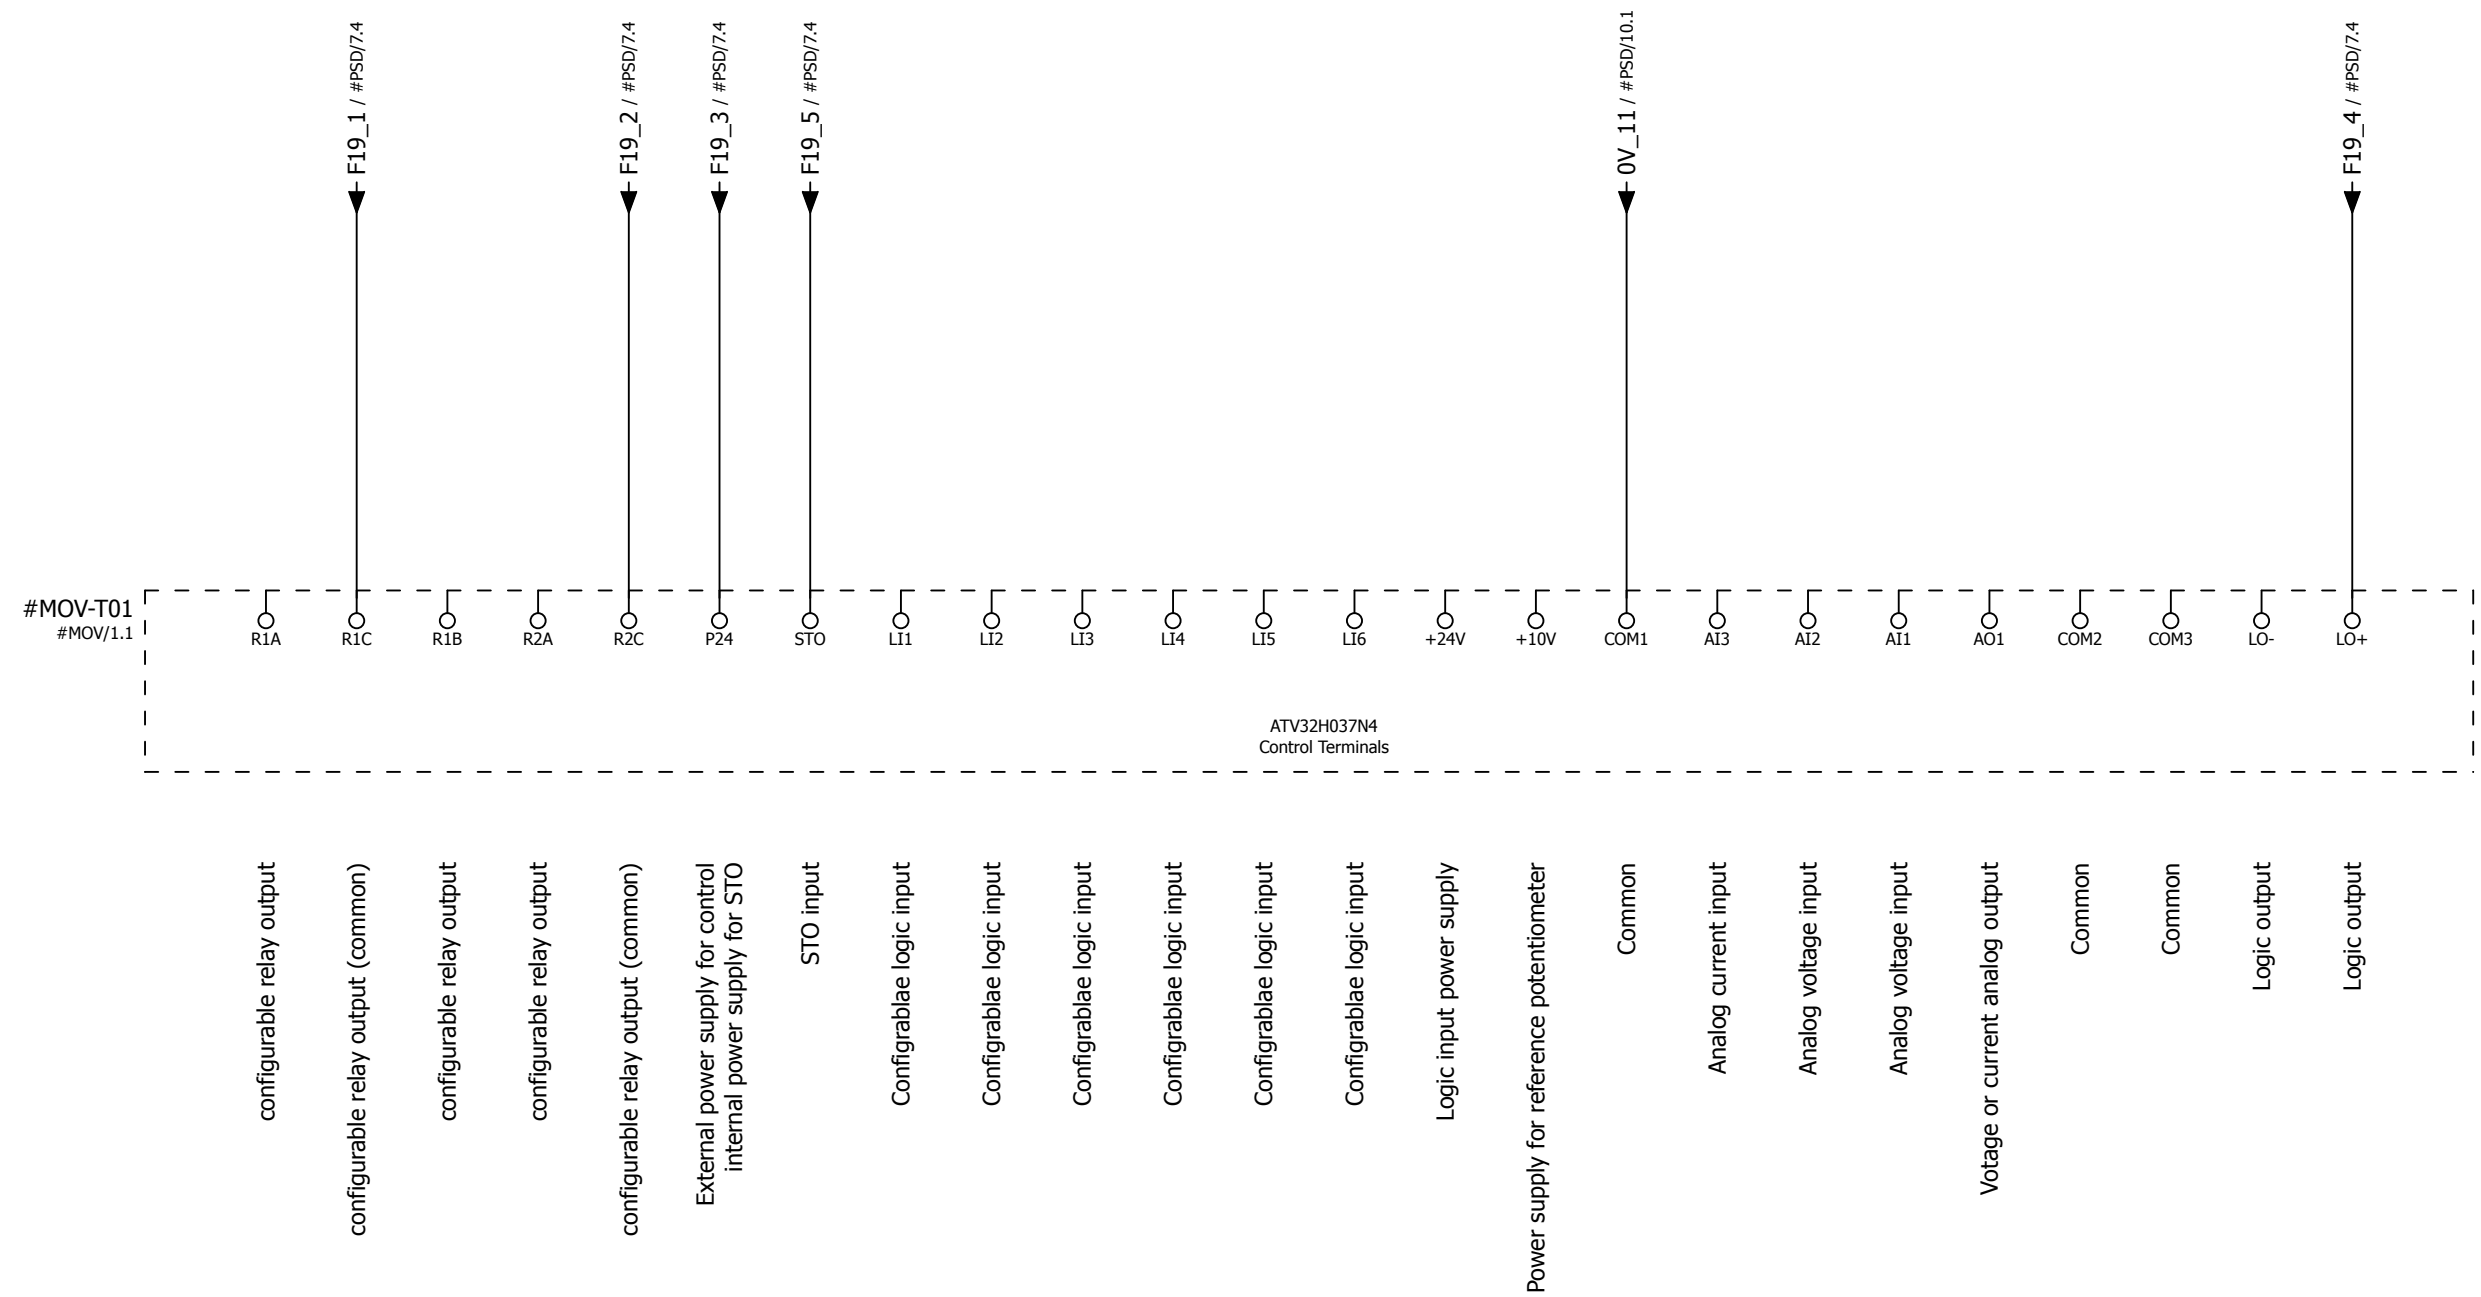 F19_1 / #PSD/7.4
F19_2 / #PSD/7.4
F19_3 / #PSD/7.4
F19_5 / #PSD/7.4
0V_11 / #PSD/10.1
F19_4 / #PSD/7.4
#MOV-T01
#MOV/1.1
R1A
R1C
R1B
R2A
R2C
P24
STO
LI1
LI2
LI3
LI4
LI5
LI6
+24V
+10V
COM1
AI3
AI2
AI1
AO1
COM2
COM3
LO-
LO+
ATV32H037N4
Control Terminals
configurable relay output
configurable relay output (common)
configurable relay output
configurable relay output
configurable relay output (common)
External power supply for control
internal power supply for STO
STO input
Configrablae logic input
Configrablae logic input
Configrablae logic input
Configrablae logic input
Configrablae logic input
Configrablae logic input
Logic input power supply
Power supply for reference potentiometer
Common
Analog current input
Analog voltage input
Analog voltage input
Votage or current analog output
Common
Common
Logic output
Logic output